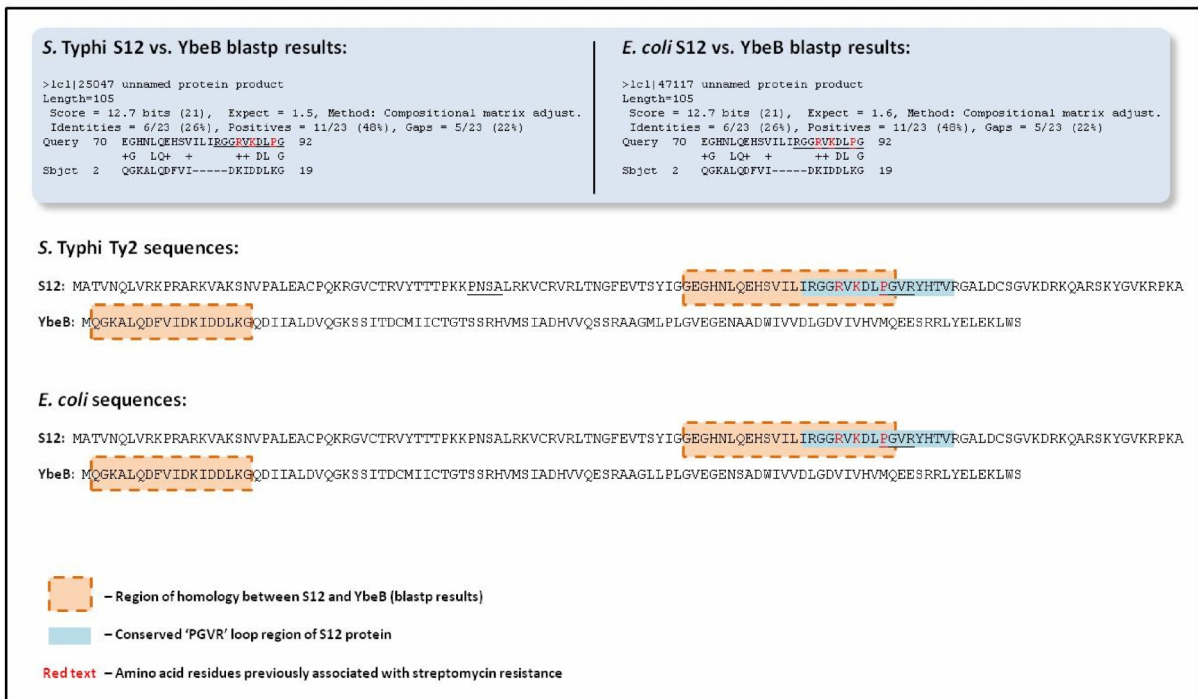 S. Typhi S12 vs. YbeB blastp results:
>lcl|25047 unnamed protein product
Length=105
Score = 12.7 bits (21), Expect = 1.5, Method: Compositional matrix adjust.
Identities = 6/23 (26%), Positives = 11/23 (48%), Gaps = 5/23 (22%)
Query 70 EGHNLQEHSVILIRGGRVKDLPG 92
+G LQ+ + ++ DL G
Sbjct 2 QGKALQDFVI-----DKIDDLKG 19
E. coli S12 vs. YbeB blastp results:
>lcl|47117 unnamed protein product
Length=105
Score = 12.7 bits (21), Expect = 1.6, Method: Compositional matrix adjust.
Identities = 6/23 (26%), Positives = 11/23 (48%), Gaps = 5/23 (22%)
Query 70 EGHNLQEHSVILIRGGRVKDLPG 92
+G LQ+ + ++ DL G
Sbjct 2 QGKALQDFVI-----DKIDDLKG 19
S. Typhi Ty2 sequences:
S12: MATVNQLVRKPRARKVAKSNVPALEACPQKRGVCTRVYTTTPKKPNSALRKVCRVRLTNGFEVTSYIGGEGHNLQEHSVILIRGGRVKDLPGVRYHTVRGALDCSGVKDRKQARSKYGVKRPKA
YbeB: MQGKALQDFVIDKIDDLKGQDIIALDVQGKSSITDCMIICTGTSSRHVMSIADHVVQSSRAAGMLPLGVEGENAADWIVVDLGDVIVHVMQEESRRLYELEKLWS
E. coli sequences:
S12: MATVNQLVRKPRARKVAKSNVPALEACPQKRGVCTRVYTTTPKKPNSALRKVCRVRLTNGFEVTSYIGGEGHNLQEHSVILIRGGRVKDLPGVRYHTVRGALDCSGVKDRKQARSKYGVKRPKA
YbeB: MQGKALQDFVIDKIDDLKGQDIIALDVQGKSSITDCMIICTGTSSRHVMSIADHVVQESRAAGLLPLGVEGENSADWIVVDLGDVIVHVMQEESRRLYELEKLWS
– Region of homology between S12 and YbeB (blastp results)
– Conserved ‘PGVR’ loop region of S12 protein
Red text – Amino acid residues previously associated with streptomycin resistance